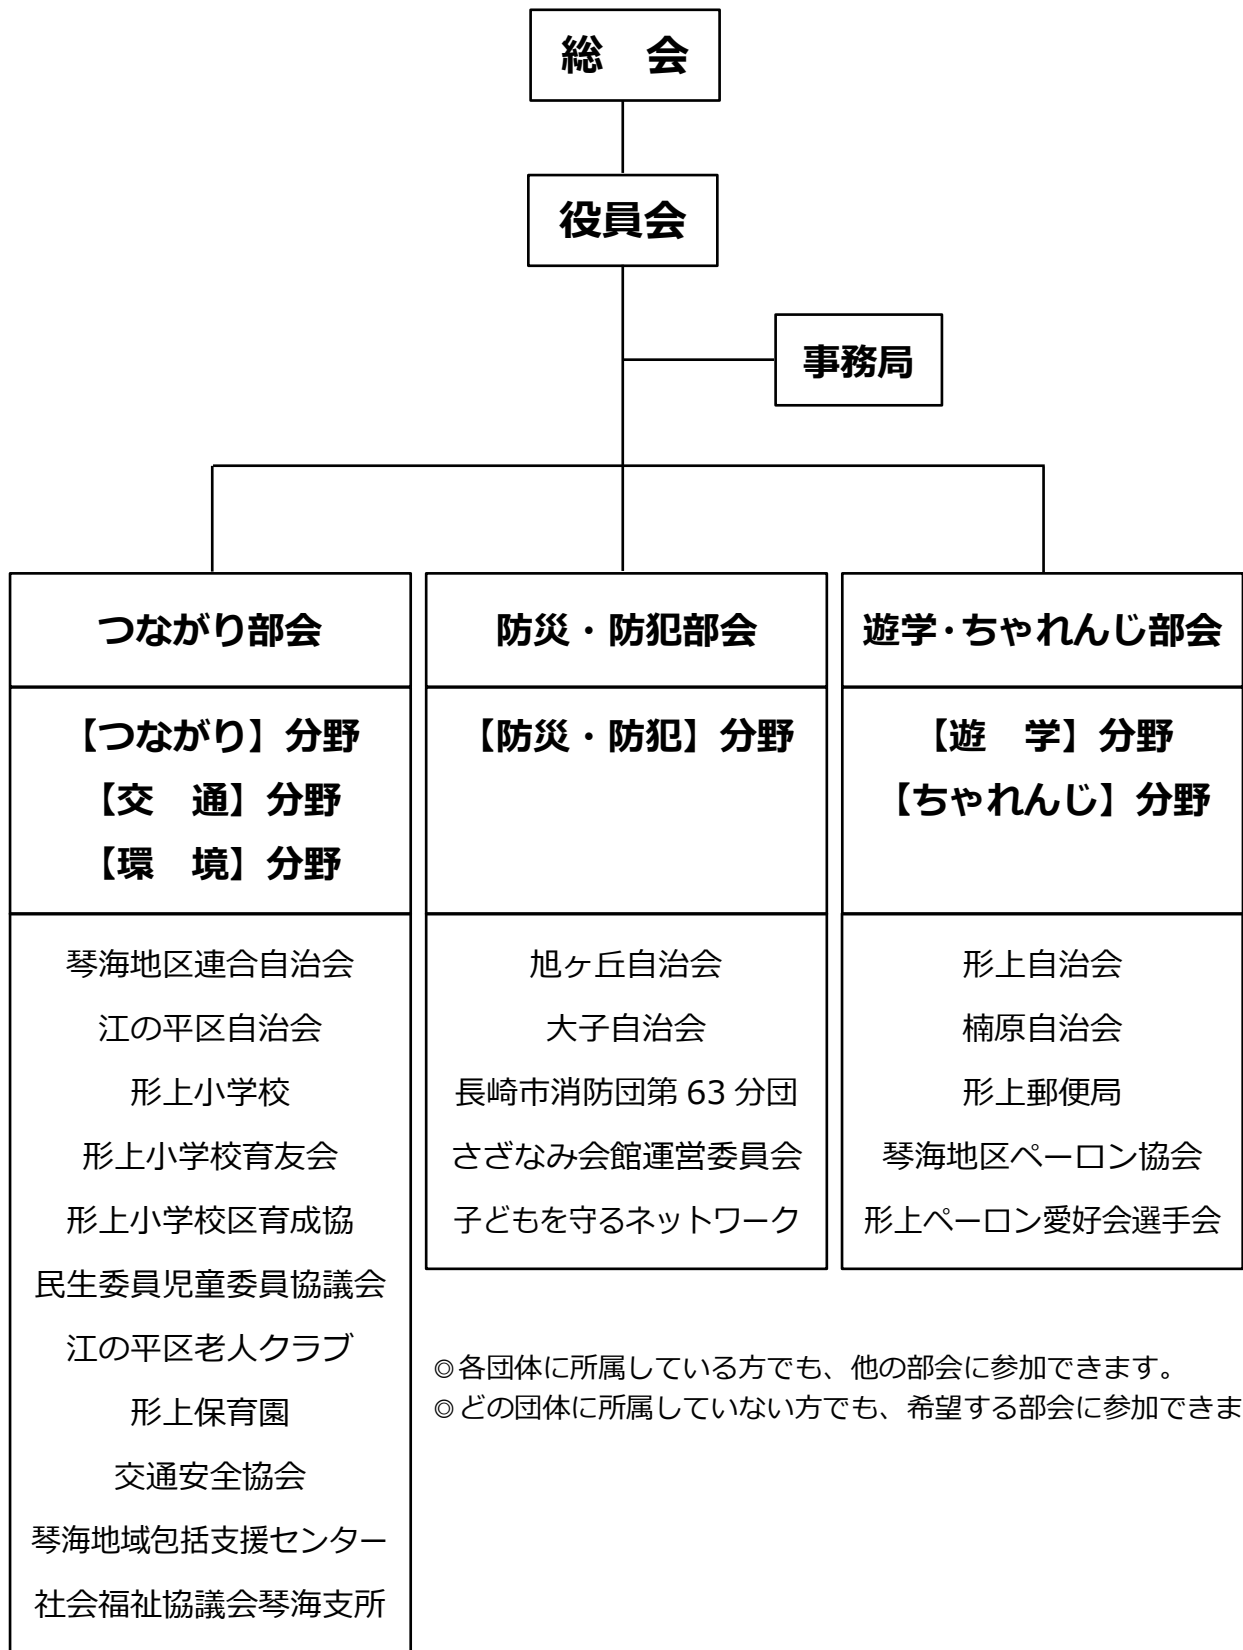 総　会
役員会
事務局
つながり部会
【つながり】分野
【交　通】分野
【環　境】分野
琴海地区連合自治会
江の平区自治会
形上小学校
形上小学校育友会
形上小学校区育成協
民生委員児童委員協議会
江の平区老人クラブ
形上保育園
交通安全協会
琴海地域包括支援センター
社会福祉協議会琴海支所
防災・防犯部会
【防災・防犯】分野
旭ヶ丘自治会
大子自治会
長崎市消防団第 63 分団
さざなみ会館運営委員会
子どもを守るネットワーク
遊学・ちゃれんじ部会
【遊　学】分野
【ちゃれんじ】分野
形上自治会
楠原自治会
形上郵便局
琴海地区ペーロン協会
形上ペーロン愛好会選手会
◎各団体に所属している方でも、他の部会に参加できます。
◎どの団体に所属していない方でも、希望する部会に参加できま